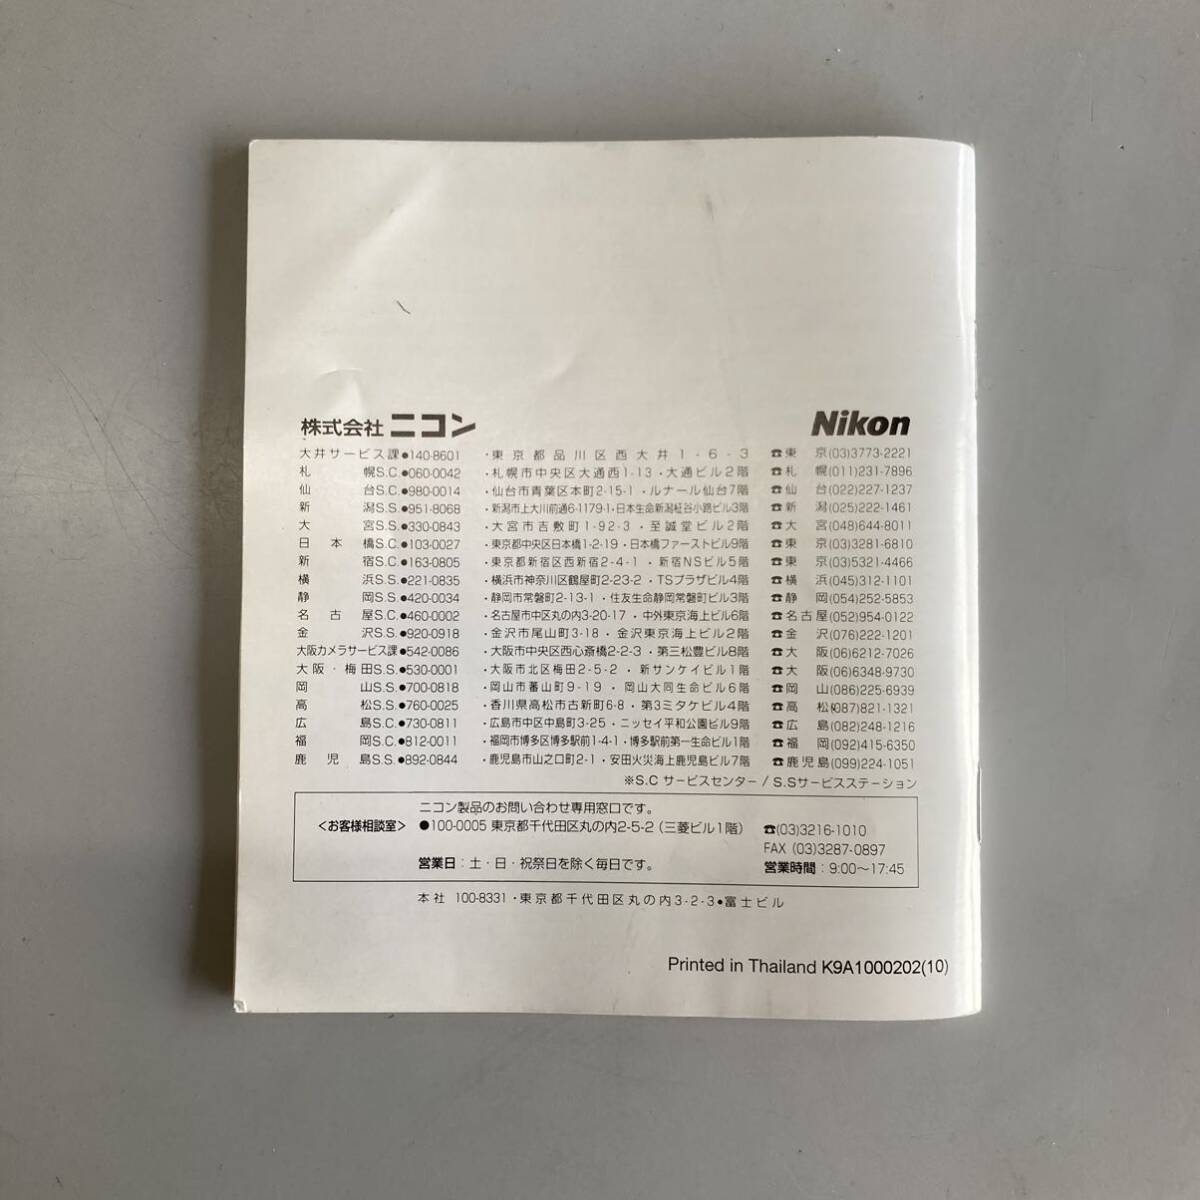 株式会社 ニコン Nikon
大井サービス課●140-8601 ・東京都品川区西大井1-6-3 ☎東 京(03)3773-2221
札 幌S.C.●060-0042 ・札幌市中央区大通西1-13・大通ビル2階 ☎札 幌(011)231-7896
仙 台S.C.●980-0014 ・仙台市青葉区本町2-15-1・ルナール仙台7階 ☎仙 台(022)227-1237
新 潟S.S.●951-8068 ・新潟市上大川前通6-1179-1・日本生命新潟柾谷小路ビル3階 ☎新 潟(025)222-1461
大 宮S.S.●330-0843 ・大宮市吉敷町1-92-3・至誠堂ビル2階 ☎大 宮(048)644-8011
日 本 橋S.C.●103-0027 ・東京都中央区日本橋1-2-19・日本橋ファーストビル9階 ☎東 京(03)3281-6810
新 宿S.C.●163-0805 ・東京都新宿区西新宿2-4-1・新宿NSビル5階 ☎東 京(03)5321-4466
横 浜S.S.●221-0835 ・横浜市神奈川区鶴屋町2-23-2・TSプラザビル4階 ☎横 浜(045)312-1101
静 岡S.S.●420-0034 ・静岡市常磐町2-13-1・住友生命静岡常磐町ビル3階 ☎静 岡(054)252-5853
名 古 屋S.C.●460-0002 ・名古屋市中区丸の内3-20-17・中外東京海上ビル6階 ☎名古屋(052)954-0122
金 沢S.S.●920-0918 ・金沢市尾山町3-18・金沢東京海上ビル2階 ☎金 沢(076)222-1201
大阪カメラサービス課●542-0086 ・大阪市中央区西心斎橋2-2-3・第三松豊ビル8階 ☎大 阪(06)6212-7026
大阪・梅田S.S.●530-0001 ・大阪市北区梅田2-5-2・新サンケイビル1階 ☎大 阪(06)6348-9730
岡 山S.S.●700-0818 ・岡山市蕃山町9-19・岡山大同生命ビル6階 ☎岡 山(086)225-6939
高 松S.S.●760-0025 ・香川県高松市古新町6-8・第3ミタケビル4階 ☎高 松(087)821-1321
広 島S.C.●730-0811 ・広島市中区中島町3-25・ニッセイ平和公園ビル9階 ☎広 島(082)248-1216
福 岡S.C.●812-0011 ・福岡市博多区博多駅前1-4-1・博多駅前第一生命ビル1階 ☎福 岡(092)415-6350
鹿 児 島S.S.●892-0844 ・鹿児島市山之口町2-1・安田火災海上鹿児島ビル7階 ☎鹿児島(099)224-1051
※S.C サービスセンター / S.Sサービスステーション
ニコン製品のお問い合わせ専用窓口です。
〈お客様相談室〉 ●100-0005 東京都千代田区丸の内2-5-2(三菱ビル1階) ☎(03)3216-1010
FAX (03)3287-0897
営業日:土・日・祝祭日を除く毎日です。 営業時間:9:00〜17:45
本社 100-8331・東京都千代田区丸の内3-2-3●富士ビル
Printed in Thailand K9A1000202(10)